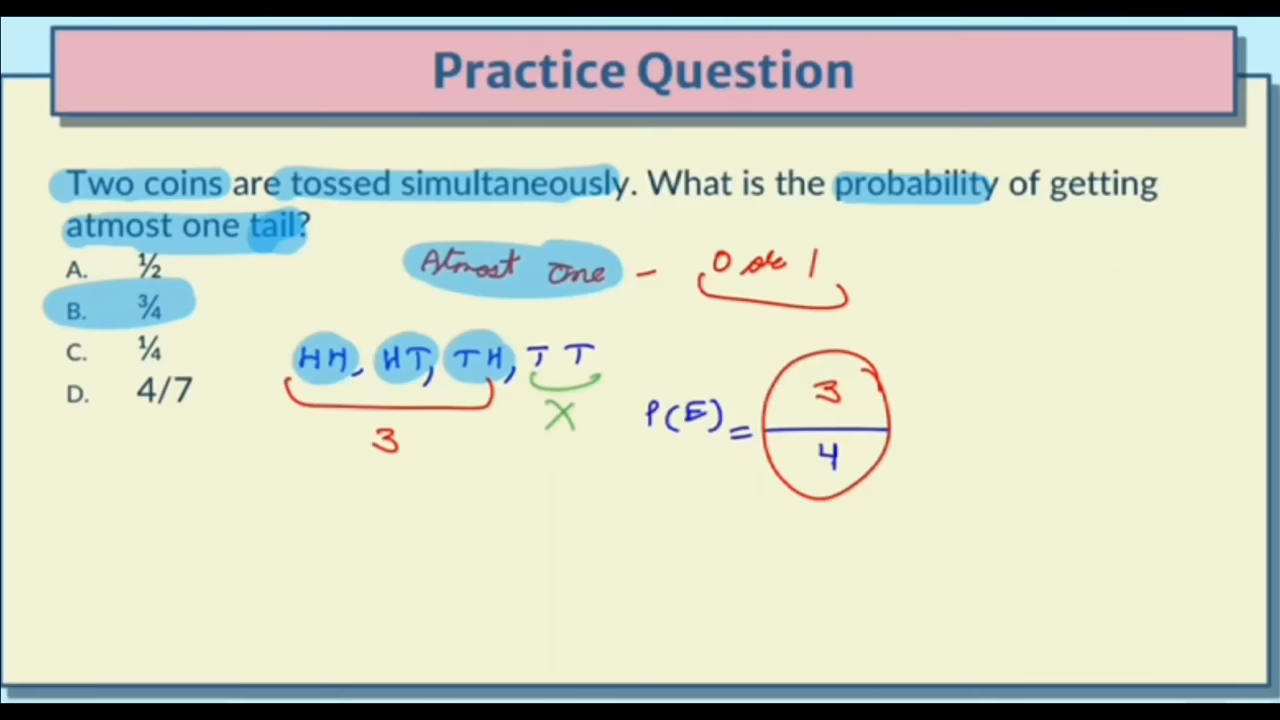 Practice Question
Two coins are tossed simultaneously. What is the probability of getting
atmost one tail?
A. ½
B. ¾
C. ¼
D. 4/7
Atmost one - 0 or 1
HH, HT, TH, TT
3
X
P(E) = 3
4